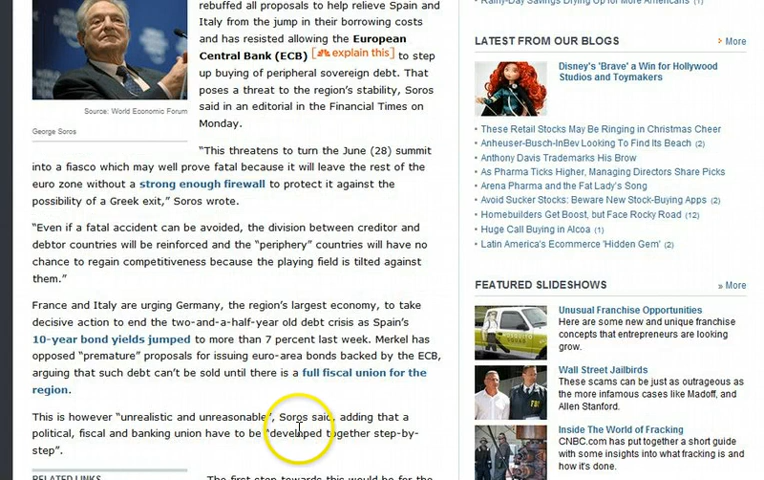 rebuffed all proposals to help relieve Spain and
Italy from the jump in their borrowing costs
and has resisted allowing the European
Central Bank (ECB) [explain this] to step
up buying of peripheral sovereign debt. That
poses a threat to the region's stability, Soros
said in an editorial in the Financial Times on
Monday.
Source: World Economic Forum
George Soros
“This threatens to turn the June (28) summit
into a fiasco which may well prove fatal because it will leave the rest of the
euro zone without a strong enough firewall to protect it against the
possibility of a Greek exit,” Soros wrote.
“Even if a fatal accident can be avoided, the division between creditor and
debtor countries will be reinforced and the “periphery” countries will have no
chance to regain competitiveness because the playing field is tilted against
them.”
France and Italy are urging Germany, the region's largest economy, to take
decisive action to end the two-and-a-half-year old debt crisis as Spain's
10-year bond yields jumped to more than 7 percent last week. Merkel has
opposed “premature” proposals for issuing euro-area bonds backed by the ECB,
arguing that such debt can't be sold until there is a full fiscal union for the
region.
This is however “unrealistic and unreasonable”, Soros said, adding that a
political, fiscal and banking union have to be “developed together step-by-
step”.
RELATED LINKS
The first step towards this would be for the
Rainy-Day Savings Drying Up for More Americans (1)
LATEST FROM OUR BLOGS
More
Disney's 'Brave' a Win for Hollywood
Studios and Toymakers
These Retail Stocks May Be Ringing in Christmas Cheer
Anheuser-Busch-InBev Looking To Find Its Beach (2)
Anthony Davis Trademarks His Brow
As Pharma Ticks Higher, Managing Directors Share Picks
Arena Pharma and the Fat Lady's Song
Avoid Sucker Stocks: Beware New Stock-Buying Apps (2)
Homebuilders Get Boost, but Face Rocky Road (12)
Huge Call Buying in Alcoa (1)
Latin America's Ecommerce 'Hidden Gem' (2)
FEATURED SLIDESHOWS
» More
Unusual Franchise Opportunities
Here are some new and unique franchise
concepts that entrepreneurs are looking
grow.
Wall Street Jailbirds
These scams can be just as outrageous as
the more infamous cases like Madoff, and
Allen Stanford.
Inside The World of Fracking
CNBC.com has put together a short guide
with some insights into what fracking is and
how it's done.